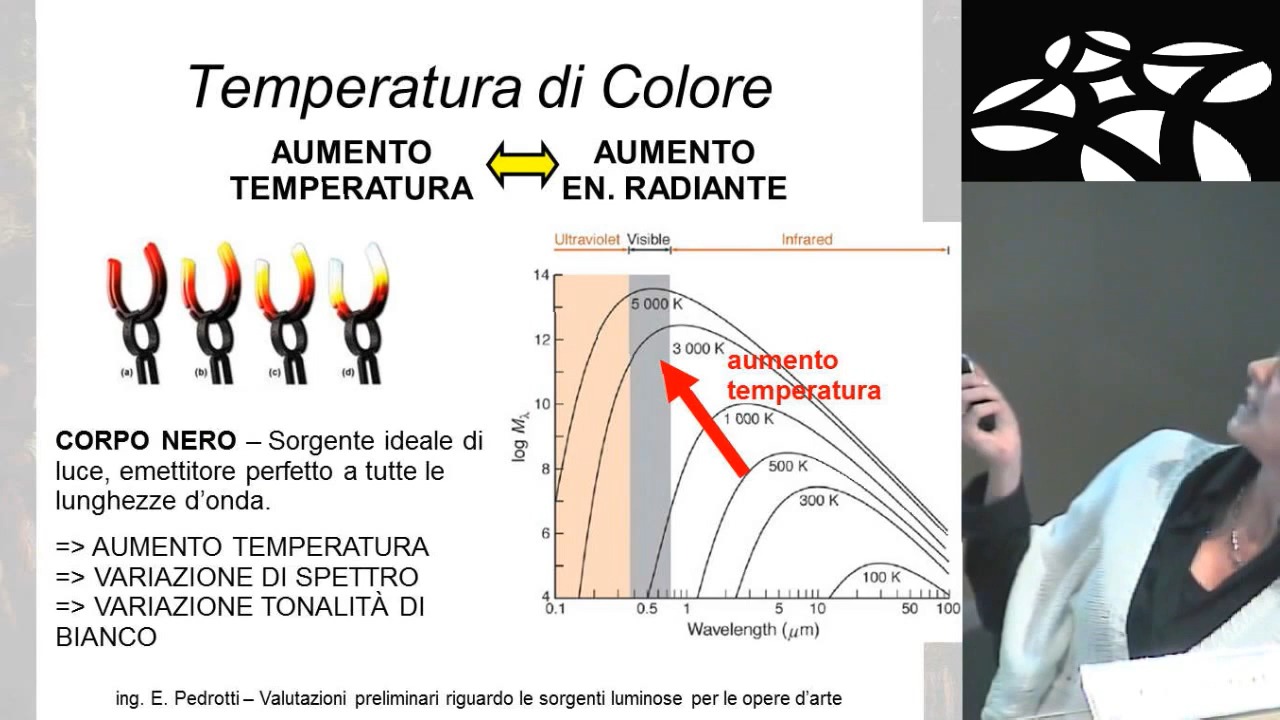 Temperatura di Colore
AUMENTO
TEMPERATURA
AUMENTO
EN. RADIANTE
(a)
(b)
(c)
(d)
CORPO NERO – Sorgente ideale di
luce, emettitore perfetto a tutte le
lunghezze d’onda.
=> AUMENTO TEMPERATURA
=> VARIAZIONE DI SPETTRO
=> VARIAZIONE TONALITÀ DI
BIANCO
Ultraviolet Visible Infrared
14
12
10
8
6
4
log Mλ
5 000 K
3 000 K
1 000 K
500 K
300 K
100 K
aumento
temperatura
0.1 0.5 1 5 10 50 100
Wavelength (μm)
ing. E. Pedrotti – Valutazioni preliminari riguardo le sorgenti luminose per le opere d’arte